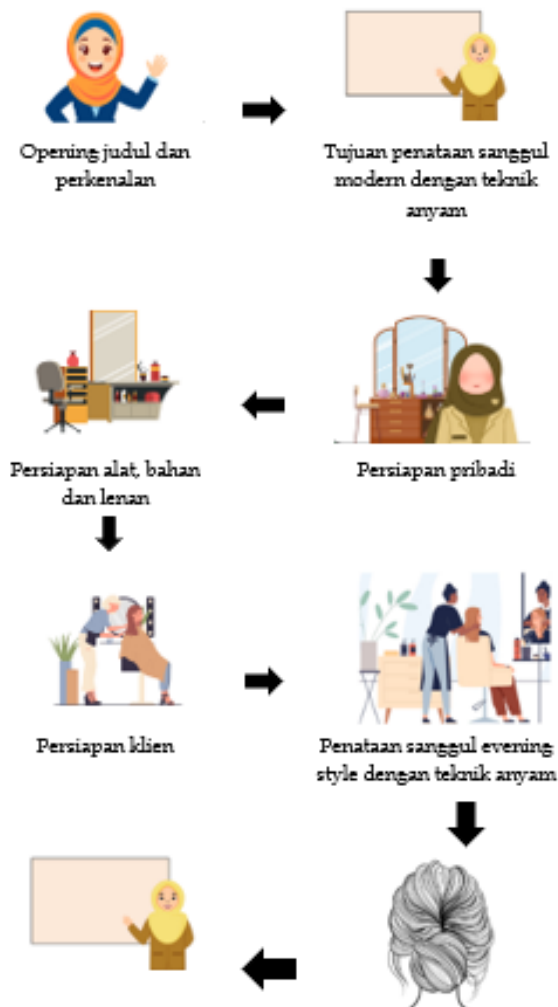 Opening judul dan
perkenalan
Tujuan penataan sanggul
modern dengan teknik
anyam
Persiapan pribadi
Persiapan alat, bahan
dan lenan
Persiapan klien
Penataan sanggul evening
style dengan teknik anyam